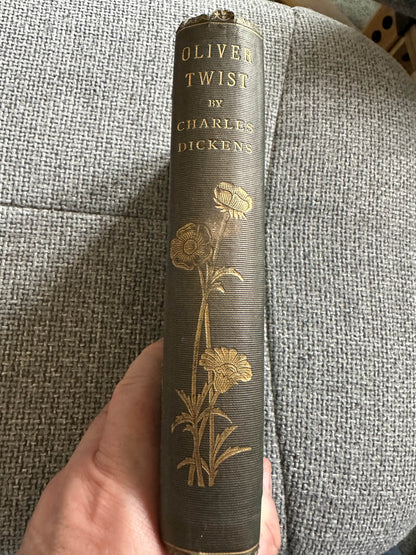 OLIVER
TWIST
BY
CHARLES
DICKENS